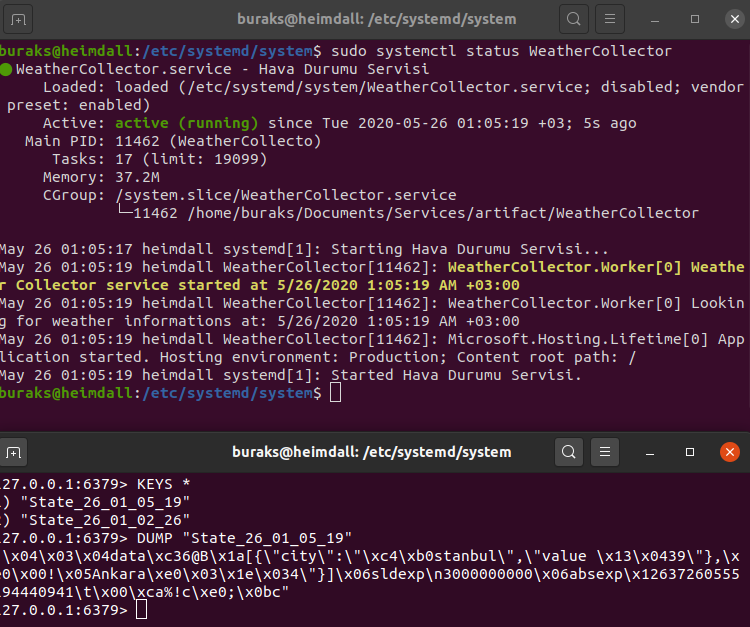 buraks@heimdall: /etc/systemd/system
buraks@heimdall:/etc/systemd/system$ sudo systemctl status WeatherCollector
WeatherCollector.service - Hava Durumu Servisi
Loaded: loaded (/etc/systemd/system/WeatherCollector.service; disabled; vendor
preset: enabled)
Active: active (running) since Tue 2020-05-26 01:05:19 +03; 5s ago
Main PID: 11462 (WeatherCollecto)
Tasks: 17 (limit: 19099)
Memory: 37.2M
CGroup: /system.slice/WeatherCollector.service
└─11462 /home/buraks/Documents/Services/artifact/WeatherCollector
May 26 01:05:17 heimdall systemd[1]: Starting Hava Durumu Servisi...
May 26 01:05:19 heimdall WeatherCollector[11462]: WeatherCollector.Worker[0] Weathe
r Collector service started at 5/26/2020 1:05:19 AM +03:00
May 26 01:05:19 heimdall WeatherCollector[11462]: WeatherCollector.Worker[0] Lookin
g for weather informations at: 5/26/2020 1:05:19 AM +03:00
May 26 01:05:19 heimdall WeatherCollector[11462]: Microsoft.Hosting.Lifetime[0] App
lication started. Hosting environment: Production; Content root path: /
May 26 01:05:19 heimdall systemd[1]: Started Hava Durumu Servisi.
buraks@heimdall:/etc/systemd/system$
buraks@heimdall: /etc/systemd/system
127.0.0.1:6379> KEYS *
1) "State_26_01_05_19"
2) "State_26_01_02_26"
127.0.0.1:6379> DUMP "State_26_01_05_19"
"\x04\x03\x04data\xc36@B\x1a[{\"city\":\"\xc4\xb0stanbul\",\"value \x13\x0439\"},\x
e0\x00!\x05Ankara\xe0\x03\x1e\x034\"}]\x06sldexp\n3000000000\x06absexp\x12637260555
194440941\t\x00\xca%!c\xe0;\x0bc"
127.0.0.1:6379>